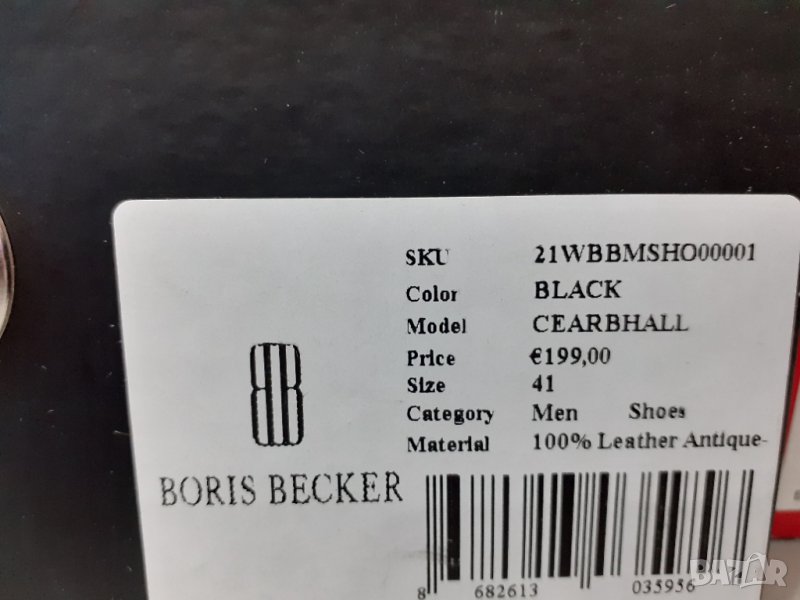 SKU 21WBBMSHO00001
Color BLACK
Model CEARBHALL
Price €199,00
Size 41
Category Men Shoes
Material 100% Leather Antique-
BORIS BECKER
8 682613 035956
BAZAR